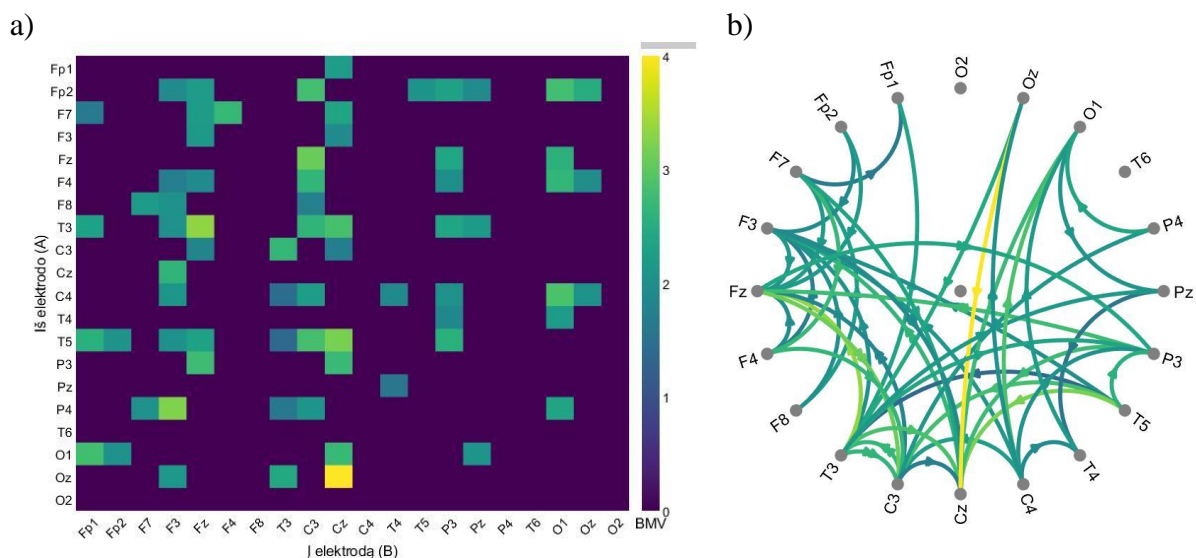 a)
b)
Iš elektrodo (A)
Fp1
Fp2
F7
F3
Fz
F4
F8
T3
C3
Cz
C4
T4
T5
P3
Pz
P4
T6
O1
Oz
O2
Fp1 Fp2 F7 F3 Fz F4 F8 T3 C3 Cz C4 T4 T5 P3 Pz P4 T6 O1 Oz O2
Į elektrodą (B)
4
3
2
1
0
BMV
O2
Oz
O1
T6
P4
Pz
P3
T5
T4
C4
Cz
C3
T3
F8
F4
Fz
F3
F7
Fp2
Fp1